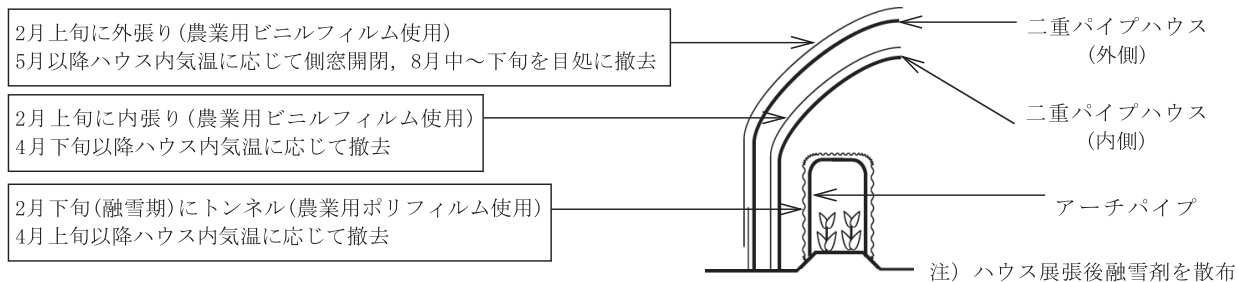 2月上旬に外張り(農業用ビニルフィルム使用)
5月以降ハウス内気温に応じて側窓開閉，8月中～下旬を目処に撤去
2月上旬に内張り(農業用ビニルフィルム使用)
4月下旬以降ハウス内気温に応じて撤去
2月下旬(融雪期)にトンネル(農業用ポリフィルム使用)
4月上旬以降ハウス内気温に応じて撤去
二重パイプハウス
(外側)
二重パイプハウス
(内側)
アーチパイプ
注）ハウス展張後融雪剤を散布